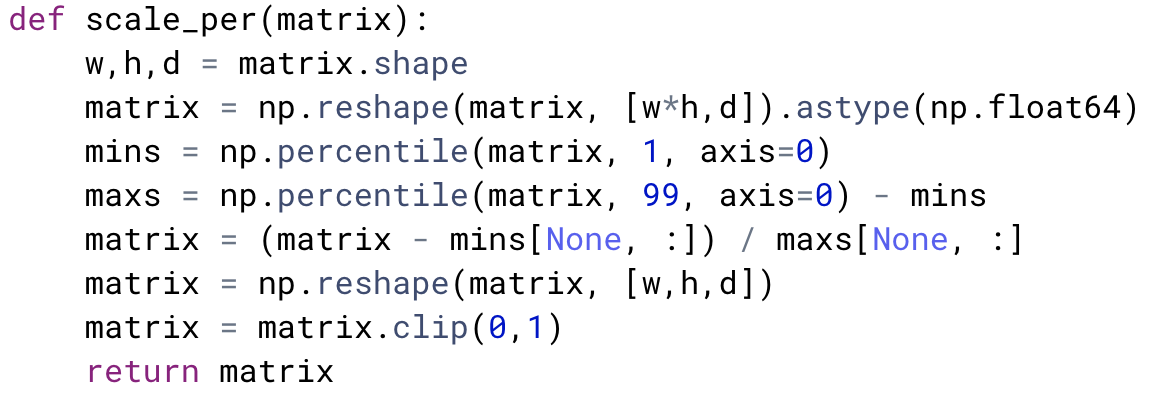 def scale_per(matrix):
    w,h,d = matrix.shape
    matrix = np.reshape(matrix, [w*h,d]).astype(np.float64)
    mins = np.percentile(matrix, 1, axis=0)
    maxs = np.percentile(matrix, 99, axis=0) - mins
    matrix = (matrix - mins[None, :]) / maxs[None, :]
    matrix = np.reshape(matrix, [w,h,d])
    matrix = matrix.clip(0,1)
    return matrix